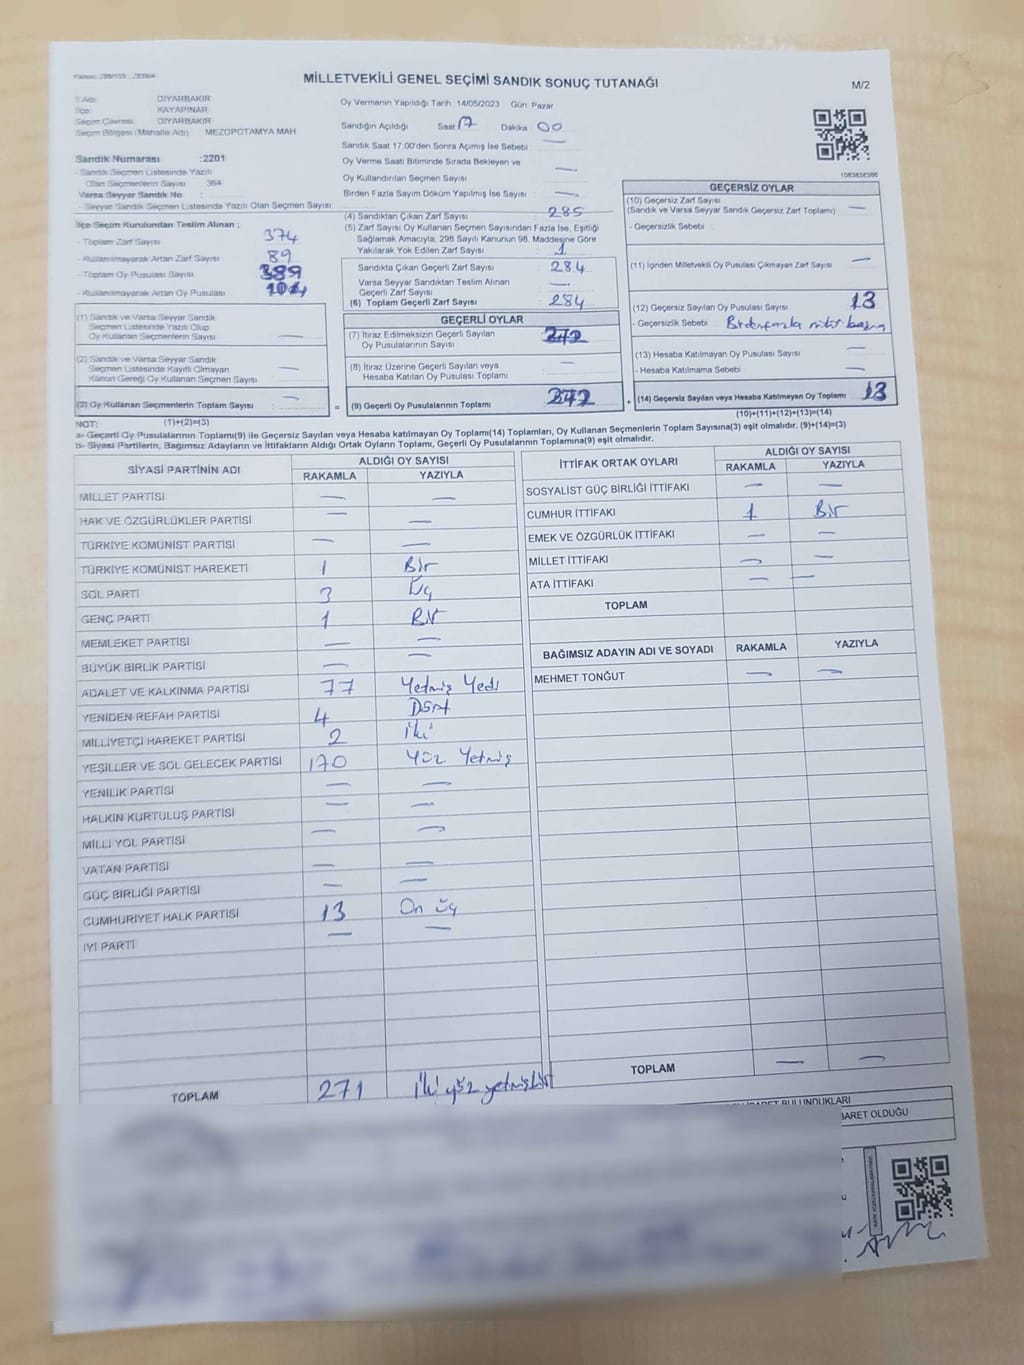 Kanun: 298/105 ; 2839/4
MİLLETVEKİLİ GENEL SEÇİMİ SANDIK SONUÇ TUTANAĞI
M/2
İl Adı: DİYARBAKIR
İlçe: KAYAPINAR
Seçim Çevresi DİYARBAKIR
Seçim Bölgesi (Mahalle Adı) MEZOPOTAMYA MAH
Sandık Numarası :2201
- Sandık Seçmen Listesinde Yazılı
Olan Seçmenlerin Sayısı : 364
Varsa Seyyar Sandık No :
- Seyyar Sandık Seçmen Listesinde Yazılı Olan Seçmen Sayısı:
Oy Vermenin Yapıldığı Tarih :14/05/2023 Gün: Pazar
Sandığın Açıldığı Saat 17 Dakika 00
Sandık Saat 17:00'den Sonra Açılmış İse Sebebi —
Oy Verme Saati Bitiminde Sırada Bekleyen ve
Oy Kullandırılan Seçmen Sayısı —
Birden Fazla Sayım Döküm Yapılmış İse Sayısı : —
1083838386
İlçe Seçim Kurulundan Teslim Alınan ;
- Toplam Zarf Sayısı 374
- Kullanılmayarak Artan Zarf Sayısı 89
- Toplam Oy Pusulası Sayısı 389
- Kullanılmayarak Artan Oy Pusulası
(1) Sandık ve Varsa Seyyar Sandık
Seçmen Listesinde Yazılı Olup
Oy Kullanan Seçmenlerin Sayısı : —
(2) Sandık ve Varsa Seyyar Sandık
Seçmen Listesinde Kayıtlı Olmayan
Kanun Gereği Oy Kullanan Seçmen Sayısı : —
(3) Oy Kullanan Seçmenlerin Toplam Sayısı : —
(1)+(2)=(3)
(4) Sandıktan Çıkan Zarf Sayısı : 285
(5) Zarf Sayısı Oy Kullanan Seçmen Sayısından Fazla İse, Eşitliği
Sağlamak Amacıyla, 298 Sayılı Kanunun 98. Maddesine Göre
Yakılarak Yok Edilen Zarf Sayısı : 1
Sandıkta Çıkan Geçerli Zarf Sayısı : 284
Varsa Seyyar Sandıktan Teslim Alınan
Geçerli Zarf Sayısı : —
(6) Toplam Geçerli Zarf Sayısı : 284
GEÇERLİ OYLAR
(7) İtiraz Edilmeksizin Geçerli Sayılan
Oy Pusulalarının Sayısı :
(8) İtiraz Üzerine Geçerli Sayılan veya
Hesaba Katılan Oy Pusulası Toplamı : —
= (9) Geçerli Oy Pusulalarının Toplamı :
GEÇERSİZ OYLAR
(10) Geçersiz Zarf Sayısı
(Sandık ve Varsa Seyyar Sandık Geçersiz Zarf Toplamı) : —
- Geçersizlik Sebebi :
(11) İçinden Milletvekili Oy Pusulası Çıkmayan Zarf Sayısı : —
(12) Geçersiz Sayılan Oy Pusulası Sayısı : 13
- Geçersizlik Sebebi : Birden fazla
(13) Hesaba Katılmayan Oy Pusulası Sayısı : —
- Hesaba Katılmama Sebebi : —
+ (14) Geçersiz Sayılan veya Hesaba Katılmayan Oy Toplamı : 13
(10)+(11)+(12)+(13)=(14)
NOT:
a- Geçerli Oy Pusulalarının Toplamı(9) ile Geçersiz Sayılan veya Hesaba katılmayan Oy Toplamı(14) Toplamları, Oy Kullanan Seçmenlerin Toplam Sayısına(3) eşit olmalıdır. (9)+(14)=(3)
b- Siyasi Partilerin, Bağımsız Adayların ve İttifakların Aldığı Ortak Oyların Toplamı, Geçerli Oy Pusulalarının Toplamına(9) eşit olmalıdır.
SİYASİ PARTİNİN ADI ALDIĞI OY SAYISI
RAKAMLA YAZIYLA
MİLLET PARTİSİ — —
HAK VE ÖZGÜRLÜKLER PARTİSİ — —
TÜRKİYE KOMÜNİST PARTİSİ — —
TÜRKİYE KOMÜNİST HAREKETİ 1 Bir
SOL PARTİ 3 Üç
GENÇ PARTİ 1 Bir
MEMLEKET PARTİSİ — —
BÜYÜK BİRLİK PARTİSİ — —
ADALET VE KALKINMA PARTİSİ 77 Yetmiş Yedi
YENİDEN REFAH PARTİSİ 4 Dört
MİLLİYETÇİ HAREKET PARTİSİ 2 İki
YEŞİLLER VE SOL GELECEK PARTİSİ 170 Yüz Yetmiş
YENİLİK PARTİSİ — —
HALKIN KURTULUŞ PARTİSİ — —
MİLLİ YOL PARTİSİ — —
VATAN PARTİSİ — —
GÜÇ BİRLİĞİ PARTİSİ — —
CUMHURİYET HALK PARTİSİ 13 On üç
İYİ PARTİ — —
TOPLAM 271 İki yüz yetmişbir
İTTİFAK ORTAK OYLARI ALDIĞI OY SAYISI
RAKAMLA YAZIYLA
SOSYALİST GÜÇ BİRLİĞİ İTTİFAKI — —
CUMHUR İTTİFAKI 1 Bir
EMEK VE ÖZGÜRLÜK İTTİFAKI — —
MİLLET İTTİFAKI — —
ATA İTTİFAKI — —
TOPLAM
BAĞIMSIZ ADAYIN ADI VE SOYADI RAKAMLA YAZIYLA
MEHMET TONĞUT — —
TOPLAM — —
BULUNDUKLARI
İBARET OLDUĞU